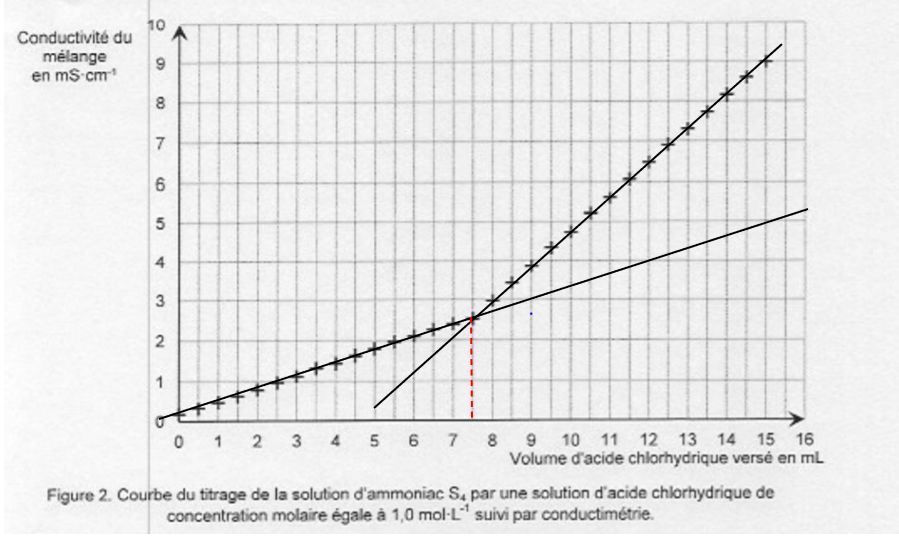 Conductivité du
mélange
en mS·cm⁻¹
10
9
8
7
6
5
4
3
2
1
0
0 1 2 3 4 5 6 7 8 9 10 11 12 13 14 15 16
Volume d'acide chlorhydrique versé en mL
Figure 2. Courbe du titrage de la solution d'ammoniac S₄ par une solution d'acide chlorhydrique de
concentration molaire égale à 1,0 mol·L⁻¹ suivi par conductimétrie.